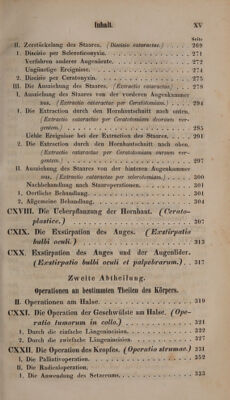 Inhalt. XV
Seite
II. Zerstückelung des Staares. (Discisio cataractae.) . . . . 269
1. Discisio per Scleroticonyxin. . . . . 271
Verfahren anderer Augenärzte. . . . . 272
Ungünstige Ereignisse. . . . . 274
2. Discisio per Ceratonyxin. . . . . 275
III. Die Ausziehung des Staares. (Extractio cataractae.) . . 279
I. Ausziehung des Staares aus der vorderen Augenkammer
aus. (Extractio cataractae per Ceratotomiam.) . . . 294
1. Die Extraction durch den Hornhautschnitt nach unten.
(Extractio cataractae per Ceratotomiam deorsum ver-
gentem.) . . . . 285
Ueble Ereignisse bei der Extraction des Staares. . . . 291
2. Die Extraction durch den Hornhautschnitt nach oben.
(Extractio cataractae per Ceratotomiam sursum ver-
gentem.) . . . . 297
II. Ausziehung des Staares von der hinteren Augenkammer
aus. (Extractio cataractae per sclerotomiam.) . . . . 300
Nachbehandlung nach Staaroperationen. . . . . 301
1. Oertliche Behandlung. . . . . 301
2. Allgemeine Behandlung. . . . . 304
CXVIII. Die Ueberpflanzung der Hornhaut. (Cerato-
plastice.) . . . . 307
CXIX. Die Exstirpation des Auges. (Exstirpatio
bulbi oculi.) . . . . 313
CXX. Exstirpation des Auges und der Augenlider.
(Exstirpatio bulbi oculi et palpebrarum.) . . 317
Zweite Abtheilung.
Operationen an bestimmten Theilen des Körpers.
II. Operationen am Halse. . . . . 319
CXXI. Die Operation der Geschwülste am Halse. (Ope-
ratio tumorum in collo.) . . . . 321
1. Durch die einfache Längenincision. . . . . 321
2. Durch die zwiefache Längenincision. . . . . 327
CXXII. Die Operation des Kropfes. (Operatio strumae.) 331
I. Die Palliativoperation. . . . . 352
II. Die Radicaloperation.
1. Die Anwendung des Setaceums. . . . . 333